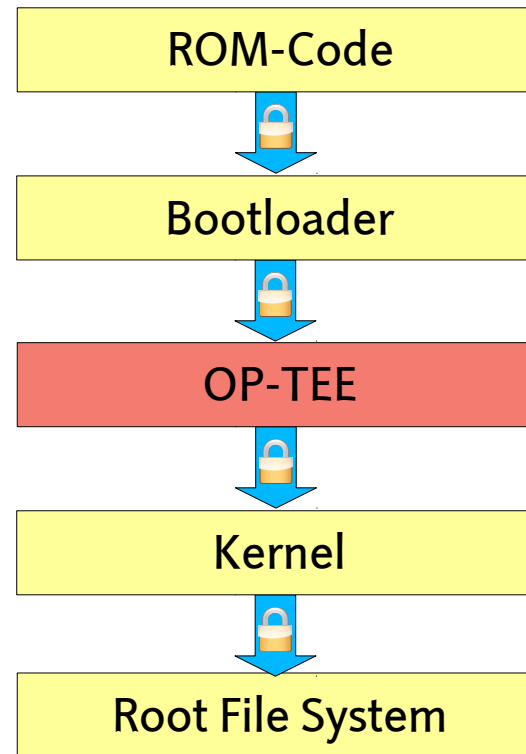 ROM-Code
Bootloader
OP-TEE
Kernel
Root File System